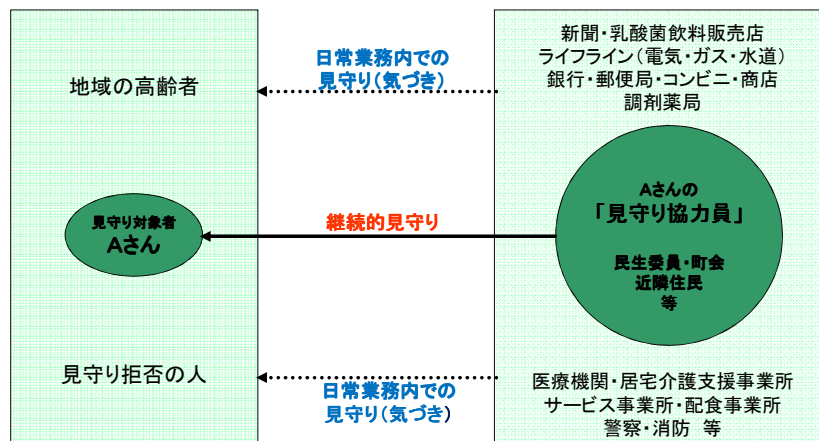 地域の高齢者
見守り対象者
Aさん
見守り拒否の人
日常業務内での
見守り(気づき)
継続的見守り
日常業務内での
見守り(気づき)
新聞・乳酸菌飲料販売店
ライフライン(電気・ガス・水道)
銀行・郵便局・コンビニ・商店
調剤薬局
Aさんの
「見守り協力員」
民生委員・町会
近隣住民
等
医療機関・居宅介護支援事業所
サービス事業所・配食事業所
警察・消防 等